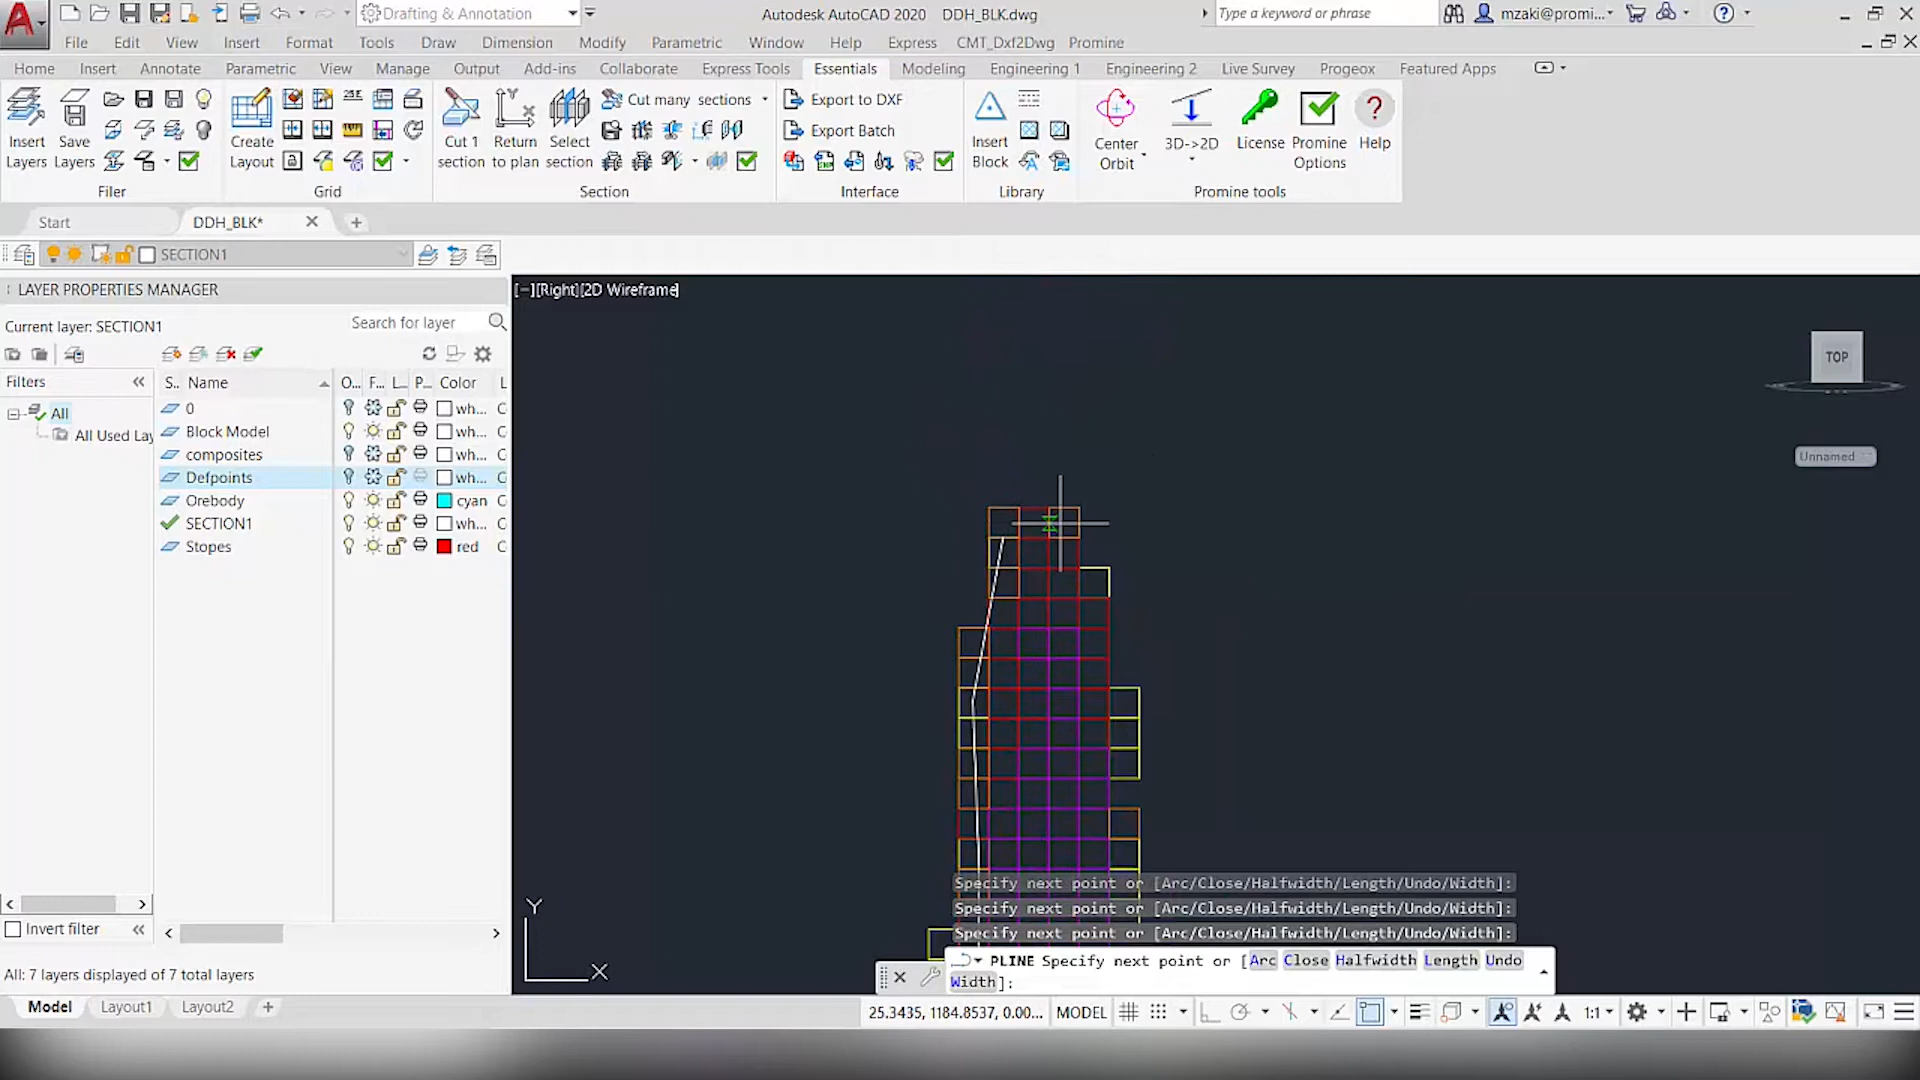 Drafting & Annotation
Autodesk AutoCAD 2020 DDH_BLK.dwg
Type a keyword or phrase
mzaki@promi...
File Edit View Insert Format Tools Draw Dimension Modify Parametric Window Help Express CMT_Dxf2Dwg Promine
Home Insert Annotate Parametric View Manage Output Add-ins Collaborate Express Tools Essentials Modeling Engineering 1 Engineering 2 Live Survey Progeox Featured Apps
Insert Layers
Save Layers
Filer
Create Layout
Grid
Cut 1 section
Return to plan
Select section
Cut many sections
Section
Export to DXF
Export Batch
Interface
Insert Block
Library
Center Orbit
3D->2D
License
Promine Options
Help
Promine tools
Start DDH_BLK*
SECTION1
LAYER PROPERTIES MANAGER
Current layer: SECTION1
Search for layer
Filters
S.. Name O... F... L... P... Color L
All
All Used Lay
0 wh... C
Block Model wh... C
composites wh... C
Defpoints wh... C
Orebody cyan C
SECTION1 wh... C
Stopes red C
Invert filter
All: 7 layers displayed of 7 total layers
[−][Right][2D Wireframe]
TOP
Unnamed
Y
X
Specify next point or [Arc/Close/Halfwidth/Length/Undo/Width]:
Specify next point or [Arc/Close/Halfwidth/Length/Undo/Width]:
Specify next point or [Arc/Close/Halfwidth/Length/Undo/Width]:
PLINE Specify next point or [Arc Close Halfwidth Length Undo
Width]:
Model Layout1 Layout2
25.3435, 1184.8537, 0.00... MODEL 1:1